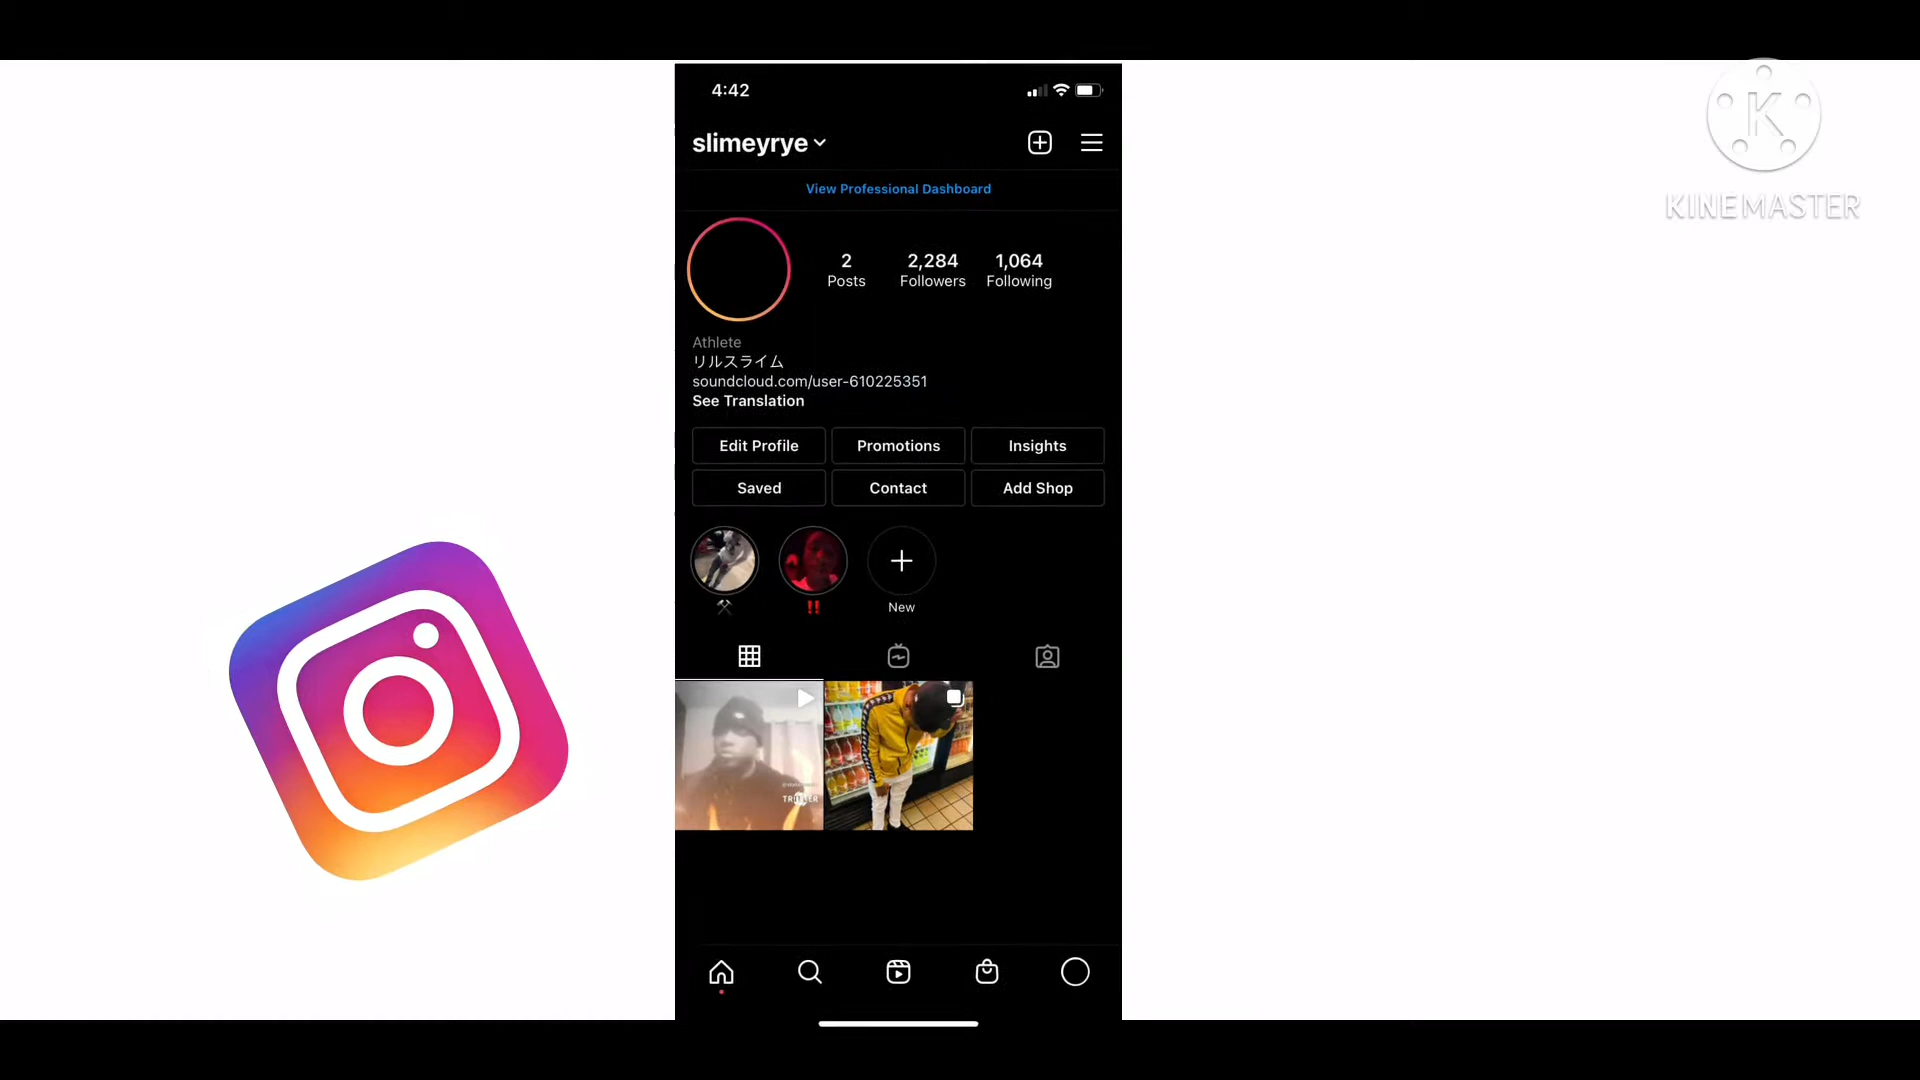 4:42
KINEMASTER
slimeyrye
View Professional Dashboard
2 2,284 1,064
Posts Followers Following
Athlete
リルスライム
soundcloud.com/user-610225351
See Translation
Edit Profile Promotions Insights
Saved Contact Add Shop
New